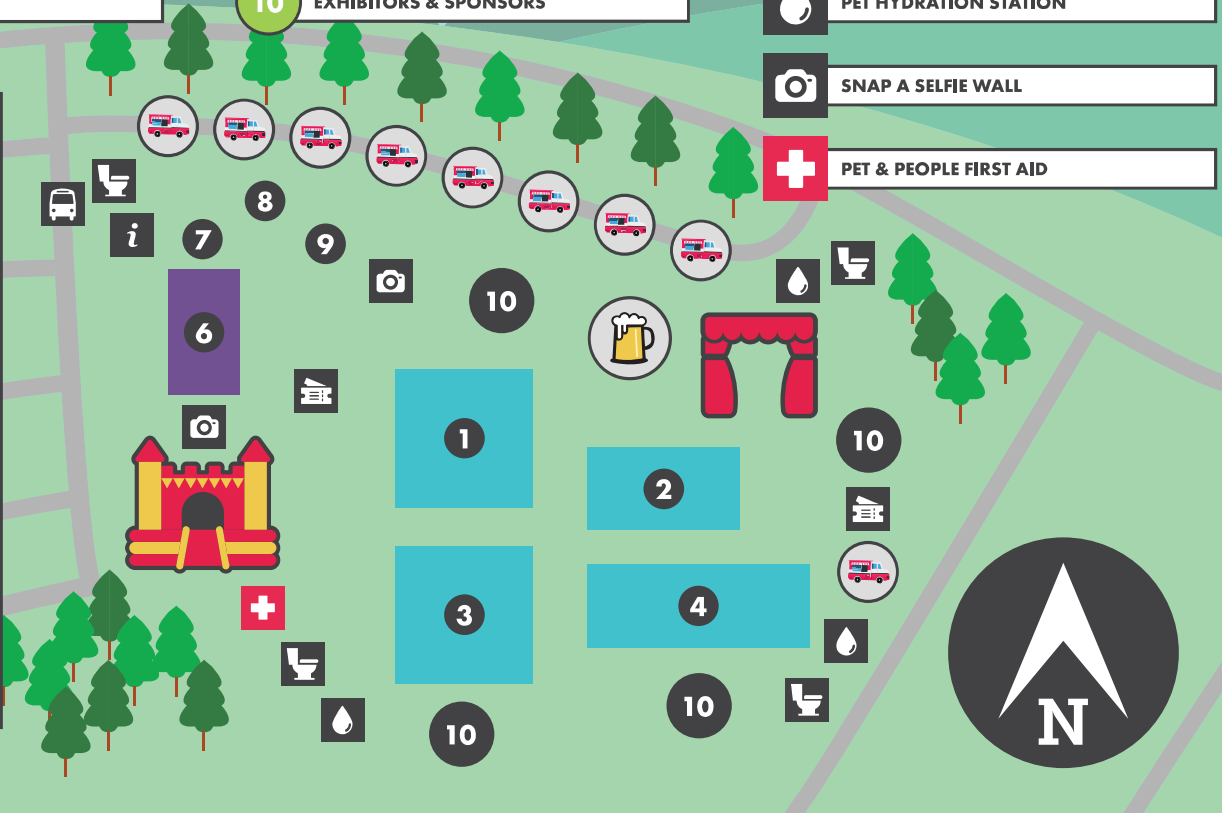 10 EXHIBITORS & SPONSORS
PET HYDRATION STATION
SNAP A SELFIE WALL
PET & PEOPLE FIRST AID
8
i
7
9
10
6
1
10
2
3
4
10
10
N